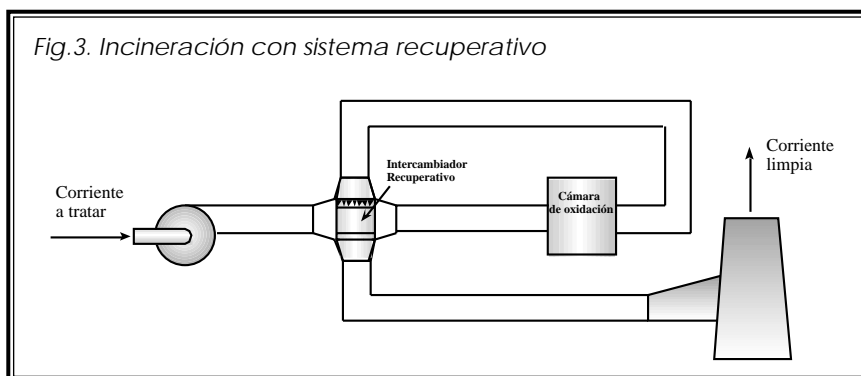 Fig.3. Incineración con sistema recuperativo
Corriente
a tratar
Intercambiador
Recuperativo
Cámara
de oxidación
Corriente
limpia